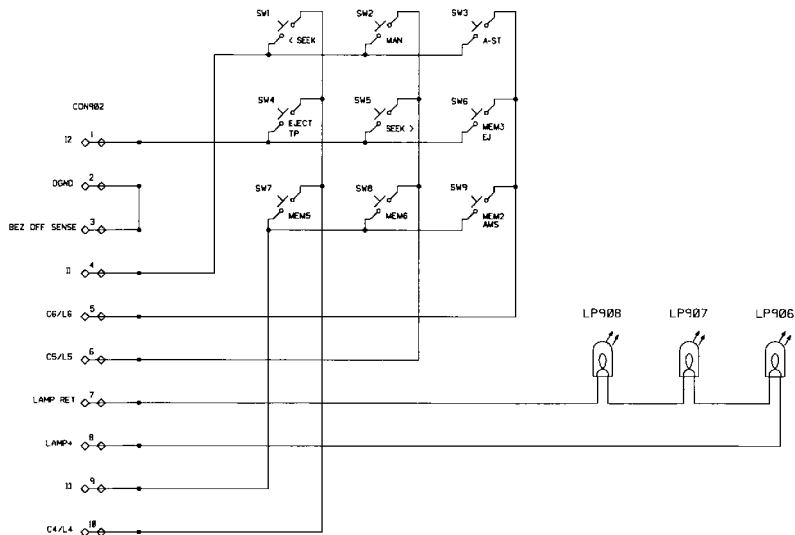 SW1 SW2 SW3
< SEEK MAN A-ST
CON902
SW4 SW5 SW6
EJECT SEEK > MEM3
TP EJ
I2 1
DGND 2
SW7 SW8 SW9
BEZ OFF SENSE 3
MEM5 MEM6 MEM2
AMS
4
C6/L6 5
LP908 LP907 LP906
C5/L5 6
LAMP RET 7
LAMP+ 8
9
C4/L4 10